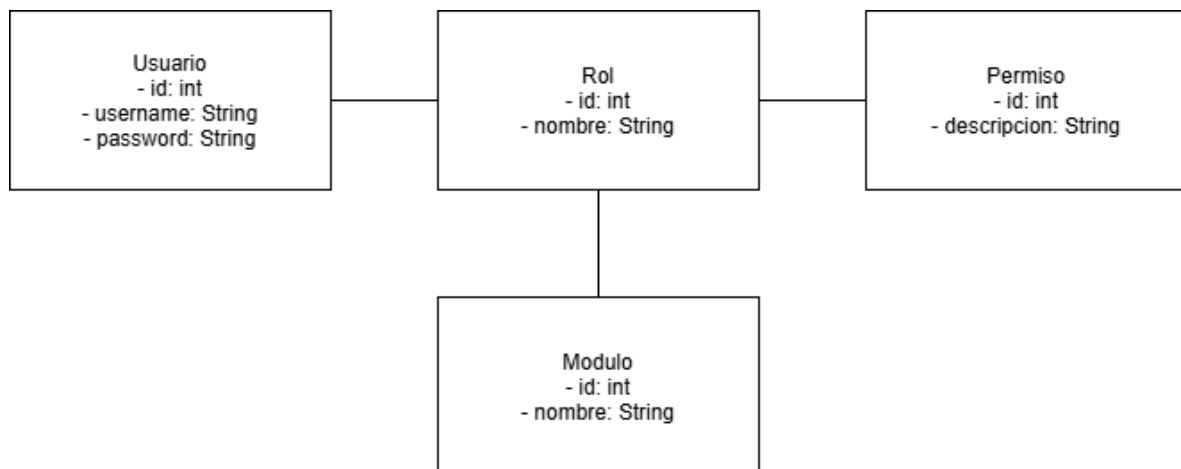 Usuario
- id: int
- username: String
- password: String
Rol
- id: int
- nombre: String
Permiso
- id: int
- descripcion: String
Modulo
- id: int
- nombre: String